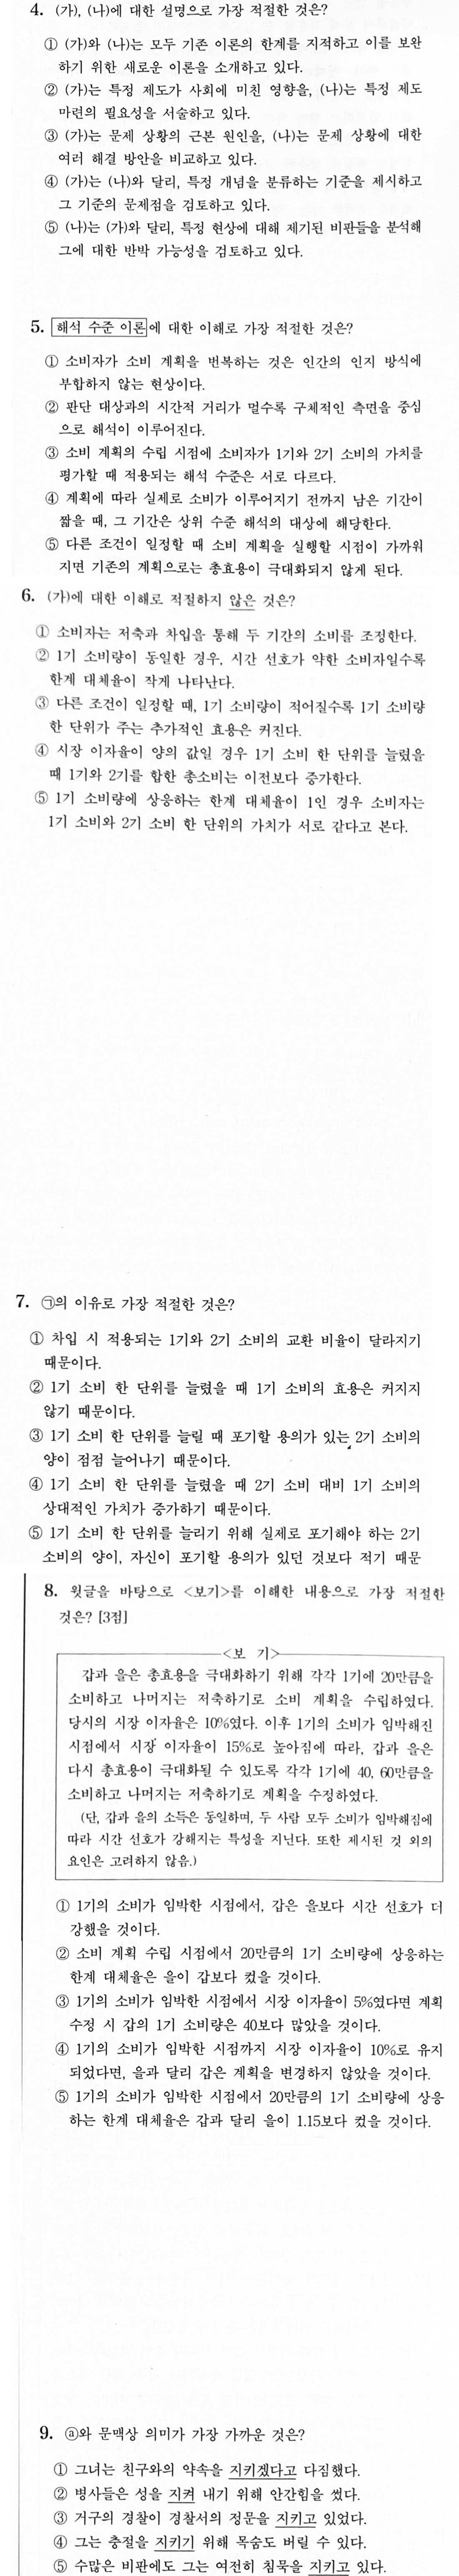 4. (가), (나)에 대한 설명으로 가장 적절한 것은?
① (가)와 (나)는 모두 기존 이론의 한계를 지적하고 이를 보완
하기 위한 새로운 이론을 소개하고 있다.
② (가)는 특정 제도가 사회에 미친 영향을, (나)는 특정 제도
마련의 필요성을 서술하고 있다.
③ (가)는 문제 상황의 근본 원인을, (나)는 문제 상황에 대한
여러 해결 방안을 비교하고 있다.
④ (가)는 (나)와 달리, 특정 개념을 분류하는 기준을 제시하고
그 기준의 문제점을 검토하고 있다.
⑤ (나)는 (가)와 달리, 특정 현상에 대해 제기된 비판들을 분석해
그에 대한 반박 가능성을 검토하고 있다.
5. 해석 수준 이론에 대한 이해로 가장 적절한 것은?
① 소비자가 소비 계획을 번복하는 것은 인간의 인지 방식에
부합하지 않는 현상이다.
② 판단 대상과의 시간적 거리가 멀수록 구체적인 측면을 중심
으로 해석이 이루어진다.
③ 소비 계획의 수립 시점에 소비자가 1기와 2기 소비의 가치를
평가할 때 적용되는 해석 수준은 서로 다르다.
④ 계획에 따라 실제로 소비가 이루어지기 전까지 남은 기간이
짧을 때, 그 기간은 상위 수준 해석의 대상에 해당한다.
⑤ 다른 조건이 일정할 때 소비 계획을 실행할 시점이 가까워
지면 기존의 계획으로는 총효용이 극대화되지 않게 된다.
6. (가)에 대한 이해로 적절하지 않은 것은?
① 소비자는 저축과 차입을 통해 두 기간의 소비를 조정한다.
② 1기 소비량이 동일한 경우, 시간 선호가 약한 소비자일수록
한계 대체율이 작게 나타난다.
③ 다른 조건이 일정할 때, 1기 소비량이 적어질수록 1기 소비량
한 단위가 주는 추가적인 효용은 커진다.
④ 시장 이자율이 양의 값일 경우 1기 소비 한 단위를 늘렸을
때 1기와 2기를 합한 총소비는 이전보다 증가한다.
⑤ 1기 소비량에 상응하는 한계 대체율이 1인 경우 소비자는
1기 소비와 2기 소비 한 단위의 가치가 서로 같다고 본다.
7. ㉠의 이유로 가장 적절한 것은?
① 차입 시 적용되는 1기와 2기 소비의 교환 비율이 달라지기
때문이다.
② 1기 소비 한 단위를 늘렸을 때 1기 소비의 효용은 커지지
않기 때문이다.
③ 1기 소비 한 단위를 늘릴 때 포기할 용의가 있는 2기 소비의
양이 점점 늘어나기 때문이다.
④ 1기 소비 한 단위를 늘렸을 때 2기 소비 대비 1기 소비의
상대적인 가치가 증가하기 때문이다.
⑤ 1기 소비 한 단위를 늘리기 위해 실제로 포기해야 하는 2기
소비의 양이, 자신이 포기할 용의가 있던 것보다 적기 때문
8. 윗글을 바탕으로 <보기>를 이해한 내용으로 가장 적절한
것은? [3점]
<보 기>
갑과 을은 총효용을 극대화하기 위해 각각 1기에 20만큼을
소비하고 나머지는 저축하기로 소비 계획을 수립하였다.
당시의 시장 이자율은 10%였다. 이후 1기의 소비가 임박해진
시점에서 시장 이자율이 15%로 높아짐에 따라, 갑과 을은
다시 총효용이 극대화될 수 있도록 각각 1기에 40, 60만큼을
소비하고 나머지는 저축하기로 계획을 수정하였다.
(단, 갑과 을의 소득은 동일하며, 두 사람 모두 소비가 임박해짐에
따라 시간 선호가 강해지는 특성을 지닌다. 또한 제시된 것 외의
요인은 고려하지 않음.)
① 1기의 소비가 임박한 시점에서, 갑은 을보다 시간 선호가 더
강했을 것이다.
② 소비 계획 수립 시점에서 20만큼의 1기 소비량에 상응하는
한계 대체율은 을이 갑보다 컸을 것이다.
③ 1기의 소비가 임박한 시점에서 시장 이자율이 5%였다면 계획
수정 시 갑의 1기 소비량은 40보다 많았을 것이다.
④ 1기의 소비가 임박한 시점까지 시장 이자율이 10%로 유지
되었다면, 을과 달리 갑은 계획을 변경하지 않았을 것이다.
⑤ 1기의 소비가 임박한 시점에서 20만큼의 1기 소비량에 상응
하는 한계 대체율은 갑과 달리 을이 1.15보다 컸을 것이다.
9. ⓐ와 문맥상 의미가 가장 가까운 것은?
① 그녀는 친구와의 약속을 지키겠다고 다짐했다.
② 병사들은 성을 지켜 내기 위해 안간힘을 썼다.
③ 거구의 경찰이 경찰서의 정문을 지키고 있었다.
④ 그는 충절을 지키기 위해 목숨도 버릴 수 있다.
⑤ 수많은 비판에도 그는 여전히 침묵을 지키고 있다.